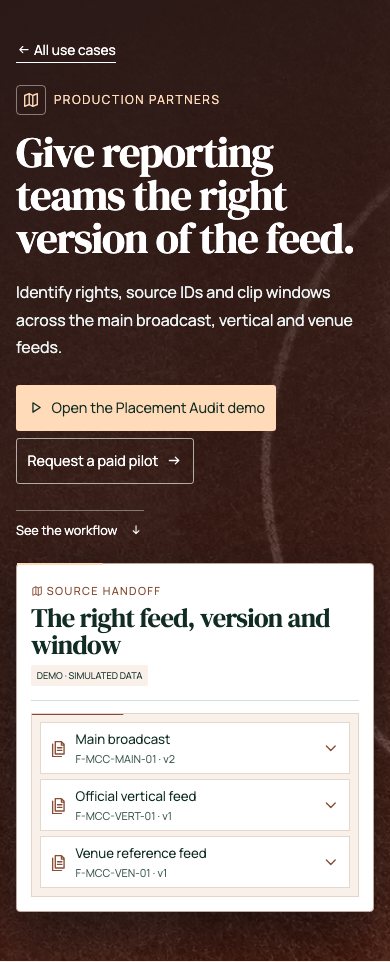 ← All use cases
PRODUCTION PARTNERS
Give reporting
teams the right
version of the feed.
Identify rights, source IDs and clip windows
across the main broadcast, vertical and venue
feeds.
Open the Placement Audit demo
Request a paid pilot →
See the workflow ↓
SOURCE HANDOFF
The right feed, version and
window
DEMO · SIMULATED DATA
Main broadcast
F-MCC-MAIN-01 · v2
Official vertical feed
F-MCC-VERT-01 · v1
Venue reference feed
F-MCC-VEN-01 · v1